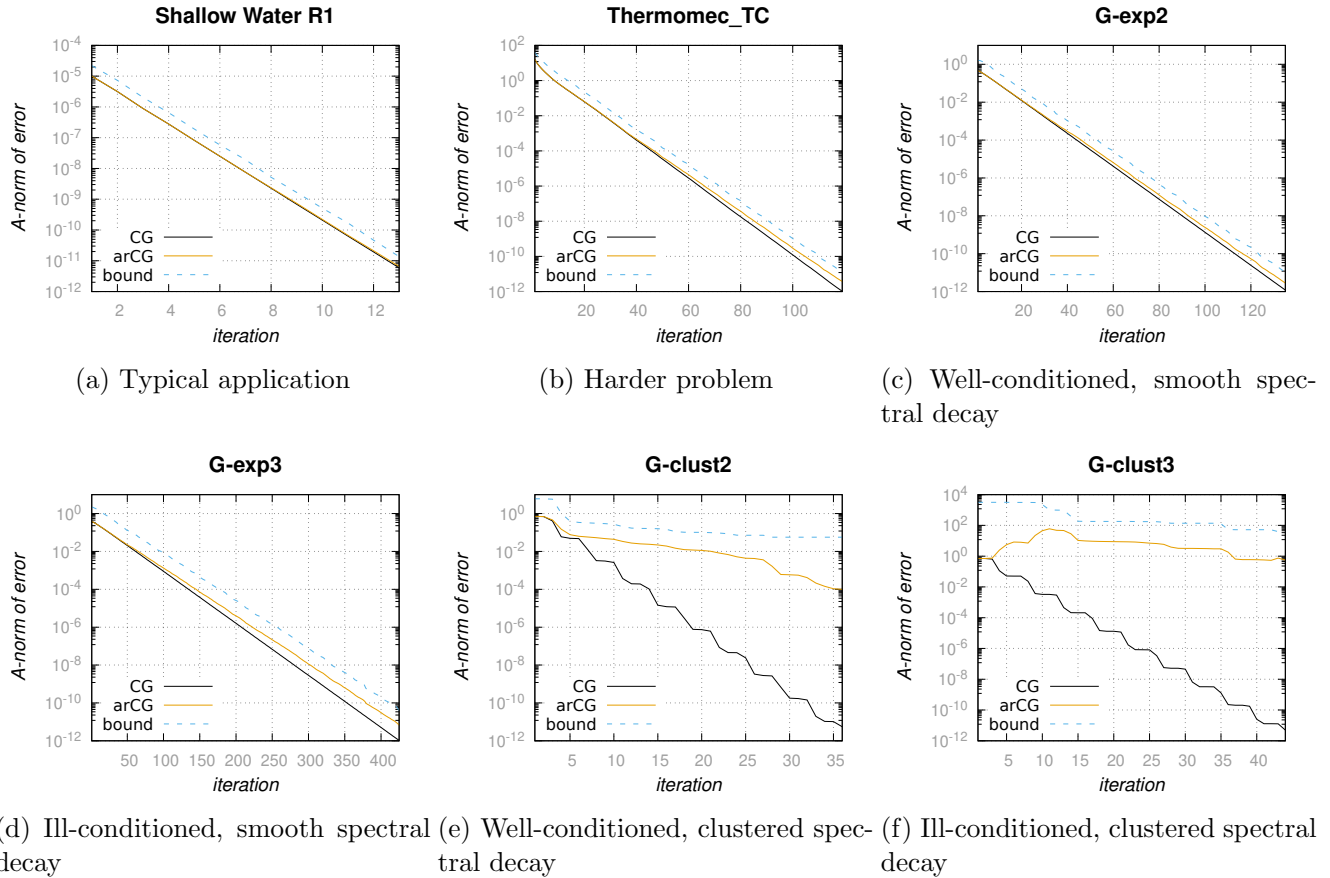 Shallow Water R1
10^-4
10^-5
10^-6
10^-7
10^-8
10^-9
10^-10
10^-11
10^-12
A-norm of error
CG
arCG
bound
2 4 6 8 10 12
iteration
(a) Typical application
Thermomec_TC
10^2
10^0
10^-2
10^-4
10^-6
10^-8
10^-10
10^-12
A-norm of error
CG
arCG
bound
20 40 60 80 100
iteration
(b) Harder problem
G-exp2
10^0
10^-2
10^-4
10^-6
10^-8
10^-10
10^-12
A-norm of error
CG
arCG
bound
20 40 60 80 100 120
iteration
(c) Well-conditioned, smooth spec-
tral decay
G-exp3
10^0
10^-2
10^-4
10^-6
10^-8
10^-10
10^-12
A-norm of error
CG
arCG
bound
50 100 150 200 250 300 350 400
iteration
(d) Ill-conditioned, smooth spectral
decay
G-clust2
10^0
10^-2
10^-4
10^-6
10^-8
10^-10
10^-12
A-norm of error
CG
arCG
bound
5 10 15 20 25 30 35
iteration
(e) Well-conditioned, clustered spec-
tral decay
G-clust3
10^4
10^2
10^0
10^-2
10^-4
10^-6
10^-8
10^-10
10^-12
A-norm of error
CG
arCG
bound
5 10 15 20 25 30 35 40
iteration
(f) Ill-conditioned, clustered spectral
decay